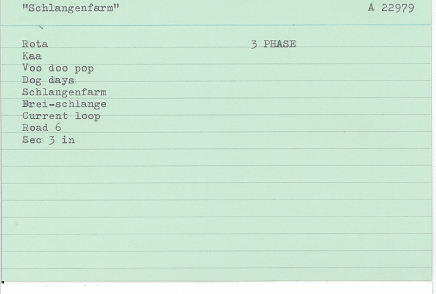 "Schlangenfarm" A 22979
Rota 3 PHASE
Kaa
Voo doo pop
Dog days
Schlangenfarm
Brei-schlange
Current loop
Road 6
Sec 3 in